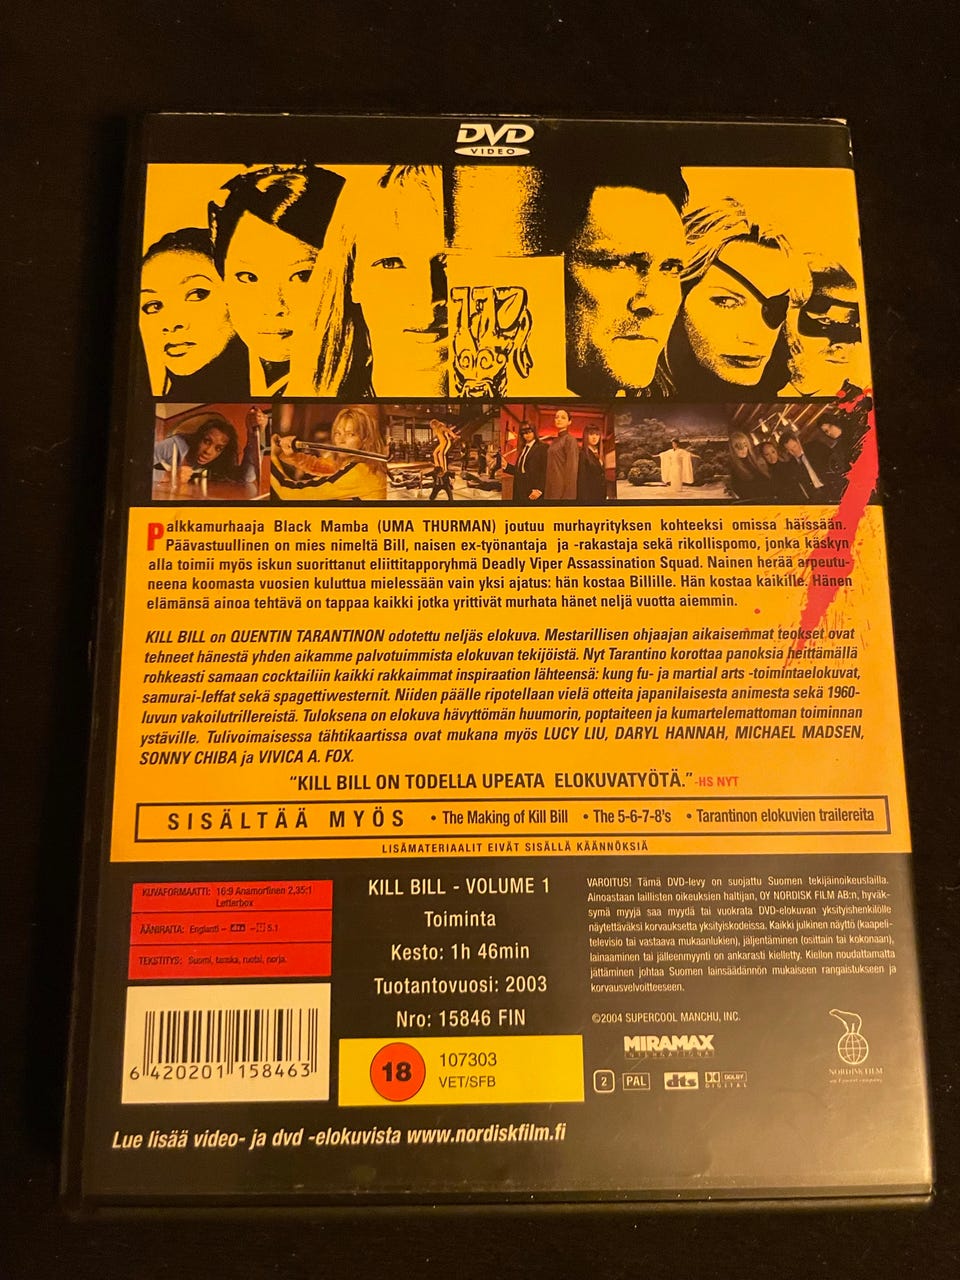 DVD
VIDEO
Palkkamurhaaja Black Mamba (UMA THURMAN) joutuu murhayrityksen kohteeksi omissa häissään.
Päävastuullinen on mies nimeltä Bill, naisen ex-työnantaja ja -rakastaja sekä rikollispomo, jonka käskyn
alla toimii myös iskun suorittanut eliittitapporyhmä Deadly Viper Assassination Squad. Nainen herää arpeutu-
neena koomasta vuosien kuluttua mielessään vain yksi ajatus: hän kostaa Billille. Hän kostaa kaikille. Hänen
elämänsä ainoa tehtävä on tappaa kaikki jotka yrittivät murhata hänet neljä vuotta aiemmin.
KILL BILL on QUENTIN TARANTINON odotettu neljäs elokuva. Mestarillisen ohjaajan aikaisemmat teokset ovat
tehneet hänestä yhden aikamme palvotuimmista elokuvan tekijöistä. Nyt Tarantino korottaa panoksia heittämällä
rohkeasti samaan cocktailiin kaikki rakkaimmat inspiraation lähteensä: kung fu- ja martial arts -toimintaelokuvat,
samurai-leffat sekä spagettiwesternit. Niiden päälle ripotellaan vielä otteita japanilaisesta animesta sekä 1960-
luvun vakoilutrillereistä. Tuloksena on elokuva hävyttömän huumorin, poptaiteen ja kumartelemattoman toiminnan
ystäville. Tulivoimaisessa tähtikaartissa ovat mukana myös LUCY LIU, DARYL HANNAH, MICHAEL MADSEN,
SONNY CHIBA ja VIVICA A. FOX.
"KILL BILL ON TODELLA UPEATA ELOKUVATYÖTÄ."-HS NYT
SISÄLTÄÄ MYÖS • The Making of Kill Bill • The 5-6-7-8's • Tarantinon elokuvien trailereita
LISÄMATERIAALIT EIVÄT SISÄLLÄ KÄÄNNÖKSIÄ
KUVAFORMAATTI: 16:9 Anamorfinen 2,35:1
Letterbox
ÄÄNIRAITA: Englanti – dts – 5.1
TEKSTITYS: Suomi, tanska, ruotsi, norja.
6 420201 158463
KILL BILL - VOLUME 1
Toiminta
Kesto: 1h 46min
Tuotantovuosi: 2003
Nro: 15846 FIN
18
107303
VET/SFB
VAROITUS! Tämä DVD-levy on suojattu Suomen tekijäinoikeuslailla.
Ainoastaan laillisten oikeuksien haltijan, OY NORDISK FILM AB:n, hyväk-
symä myyjä saa myydä tai vuokrata DVD-elokuvan yksityishenkilölle
näytettäväksi korvauksetta yksityiskodeissa. Kaikki julkinen näyttö (kaapeli-
televisio tai vastaava mukaanlukien), jäljentäminen (osittain tai kokonaan),
lainaaminen tai jälleenmyynti on ankarasti kielletty. Kiellon noudattamatta
jättäminen johtaa Suomen lainsäädännön mukaiseen rangaistukseen ja
korvausvelvoitteeseen.
©2004 SUPERCOOL MANCHU, INC.
MIRAMAX
INTERNATIONAL
2 PAL dts DOLBY
DIGITAL
NORDISK FILM
an Egmont company
Lue lisää video- ja dvd -elokuvista www.nordiskfilm.fi